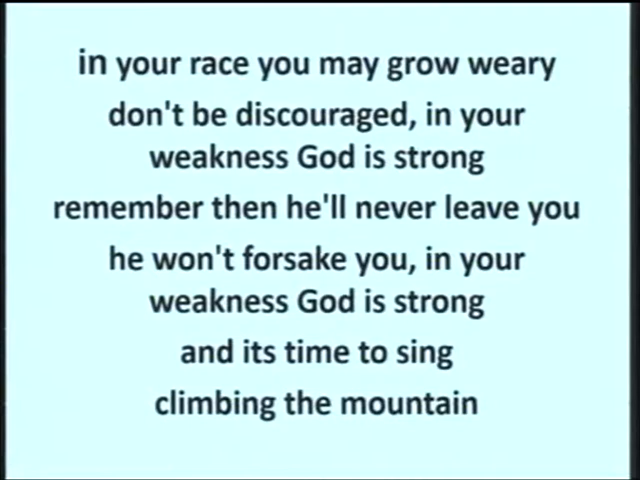 in your race you may grow weary
don't be discouraged, in your
weakness God is strong
remember then he'll never leave you
he won't forsake you, in your
weakness God is strong
and its time to sing
climbing the mountain